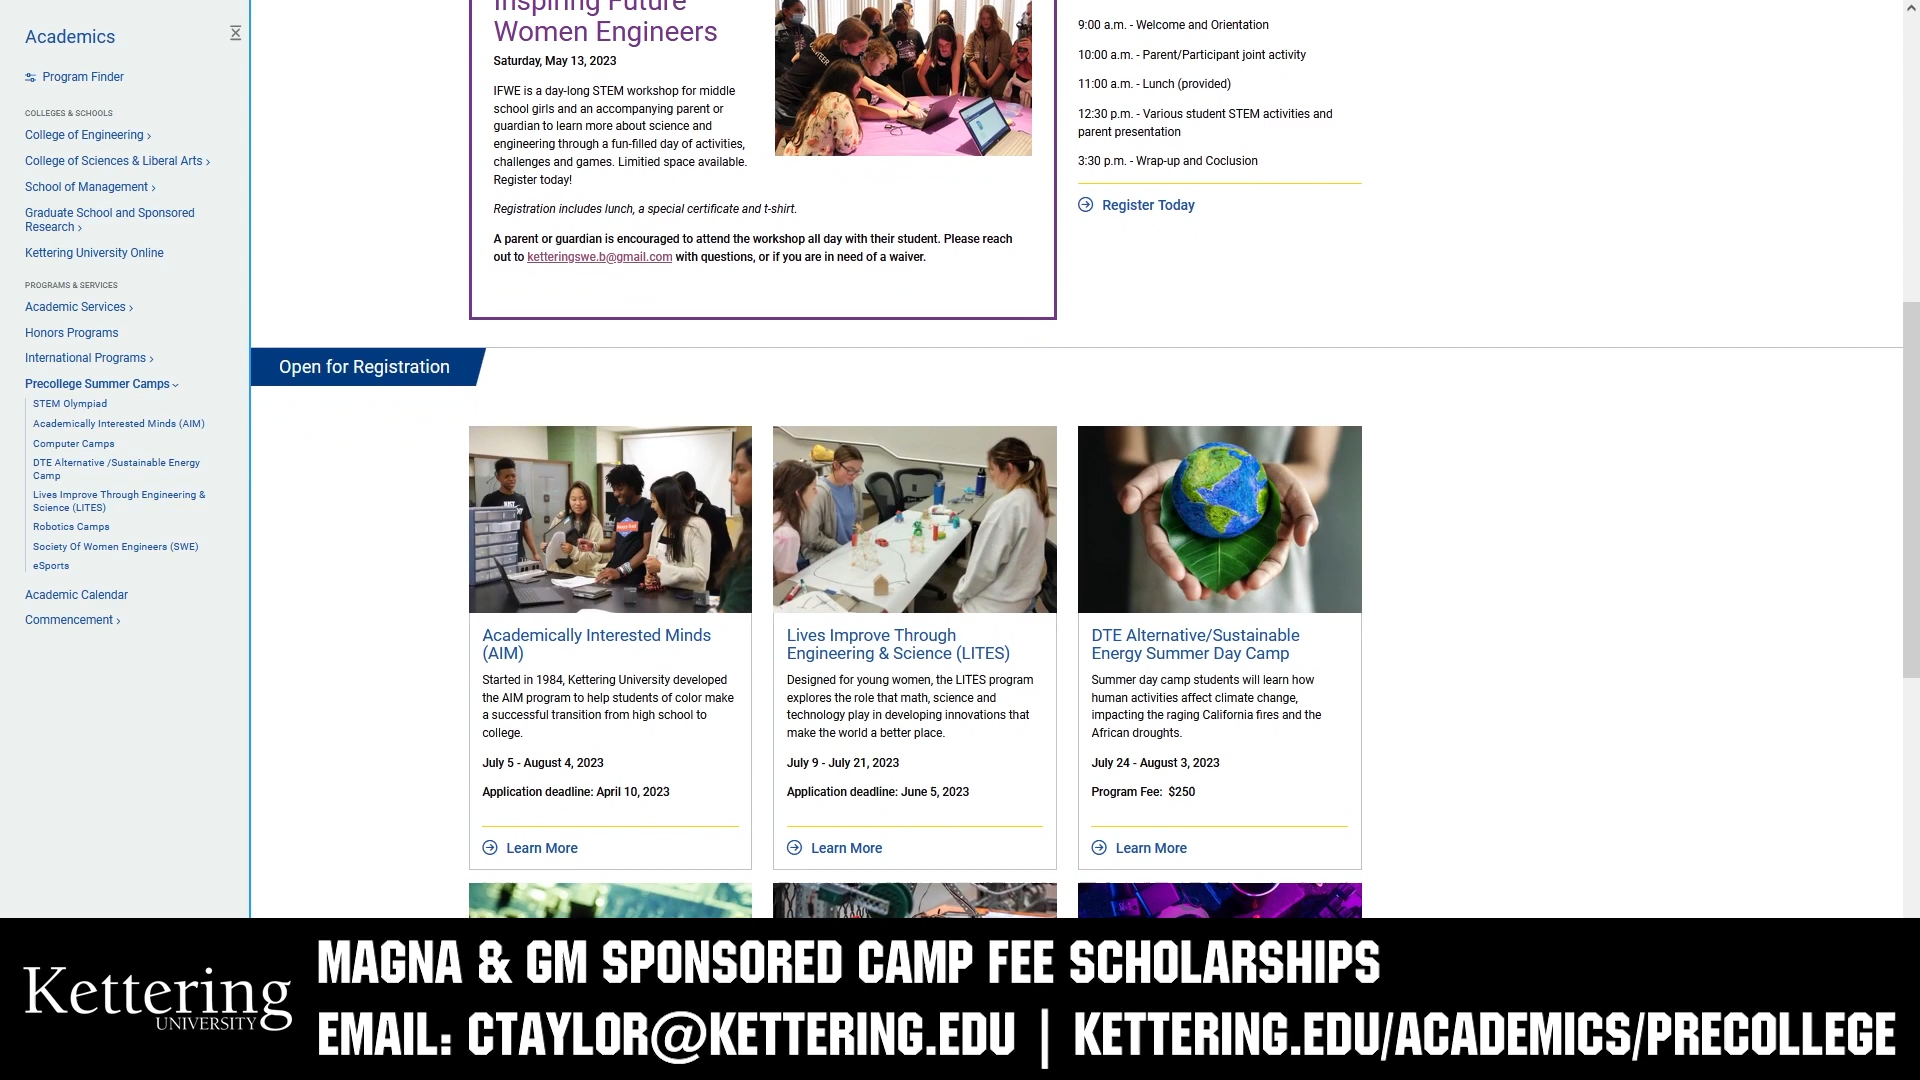 Academics
Program Finder
COLLEGES & SCHOOLS
College of Engineering
College of Sciences & Liberal Arts
School of Management
Graduate School and Sponsored
Research
Kettering University Online
PROGRAMS & SERVICES
Academic Services
Honors Programs
International Programs
Precollege Summer Camps
STEM Olympiad
Academically Interested Minds (AIM)
Computer Camps
DTE Alternative /Sustainable Energy
Camp
Lives Improve Through Engineering &
Science (LITES)
Robotics Camps
Society Of Women Engineers (SWE)
eSports
Academic Calendar
Commencement
Inspiring Future
Women Engineers
Saturday, May 13, 2023
IFWE is a day-long STEM workshop for middle
school girls and an accompanying parent or
guardian to learn more about science and
engineering through a fun-filled day of activities,
challenges and games. Limitied space available.
Register today!
Registration includes lunch, a special certificate and t-shirt.
A parent or guardian is encouraged to attend the workshop all day with their student. Please reach
out to ketteringswe.b@gmail.com with questions, or if you are in need of a waiver.
9:00 a.m. - Welcome and Orientation
10:00 a.m. - Parent/Participant joint activity
11:00 a.m. - Lunch (provided)
12:30 p.m. - Various student STEM activities and
parent presentation
3:30 p.m. - Wrap-up and Coclusion
Register Today
Open for Registration
Academically Interested Minds
(AIM)
Started in 1984, Kettering University developed
the AIM program to help students of color make
a successful transition from high school to
college.
July 5 - August 4, 2023
Application deadline: April 10, 2023
Learn More
Lives Improve Through
Engineering & Science (LITES)
Designed for young women, the LITES program
explores the role that math, science and
technology play in developing innovations that
make the world a better place.
July 9 - July 21, 2023
Application deadline: June 5, 2023
Learn More
DTE Alternative/Sustainable
Energy Summer Day Camp
Summer day camp students will learn how
human activities affect climate change,
impacting the raging California fires and the
African droughts.
July 24 - August 3, 2023
Program Fee: $250
Learn More
Kettering
UNIVERSITY
MAGNA & GM SPONSORED CAMP FEE SCHOLARSHIPS
EMAIL: CTAYLOR@KETTERING.EDU | KETTERING.EDU/ACADEMICS/PRECOLLEGE